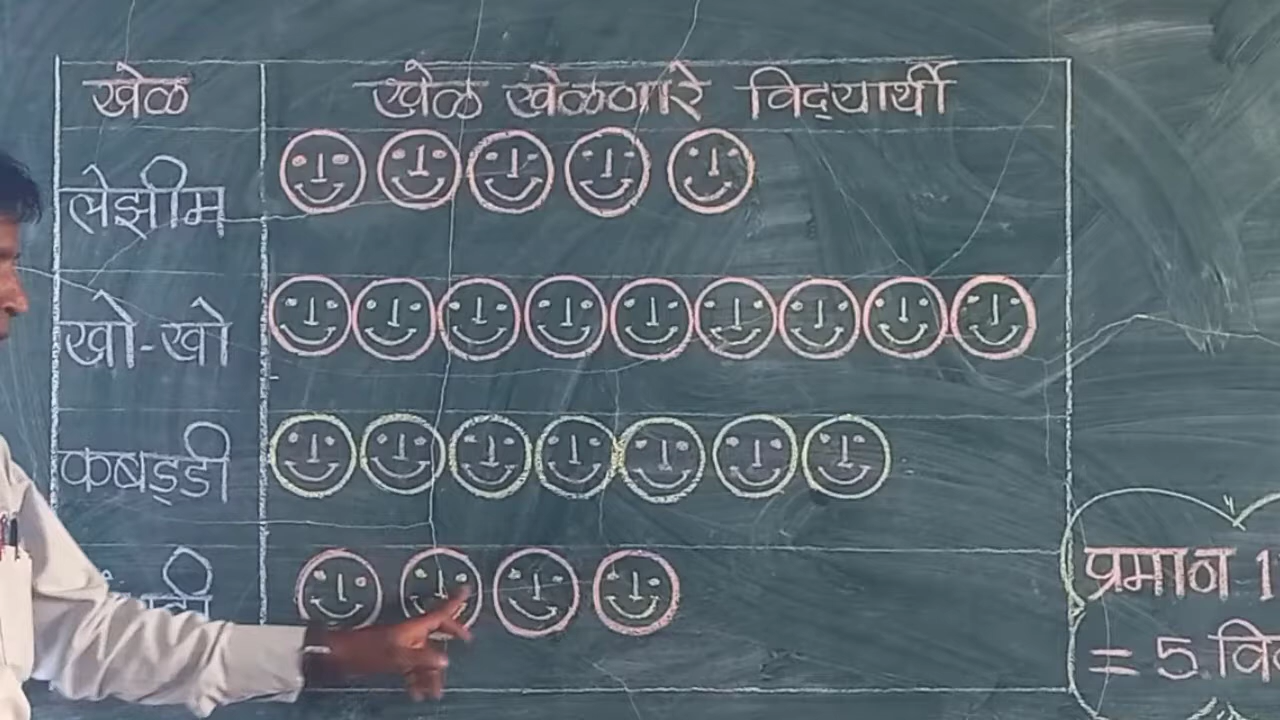 खेळ खेळ खेळणारे विद्यार्थी
लेझीम
खो-खो
कबड्डी
प्रमाण 1
= 5